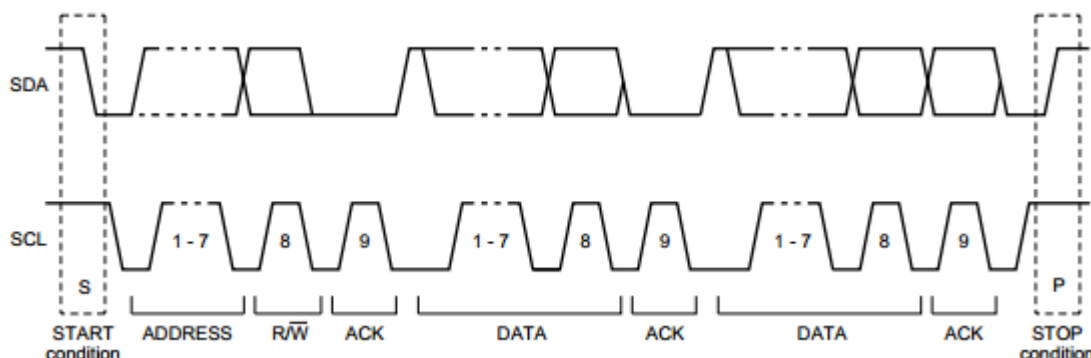 SDA
SCL
1 - 7 8 9 1 - 7 8 9 1 - 7 8 9
S P
START ADDRESS R/W̅ ACK DATA ACK DATA ACK STOP
condition condition